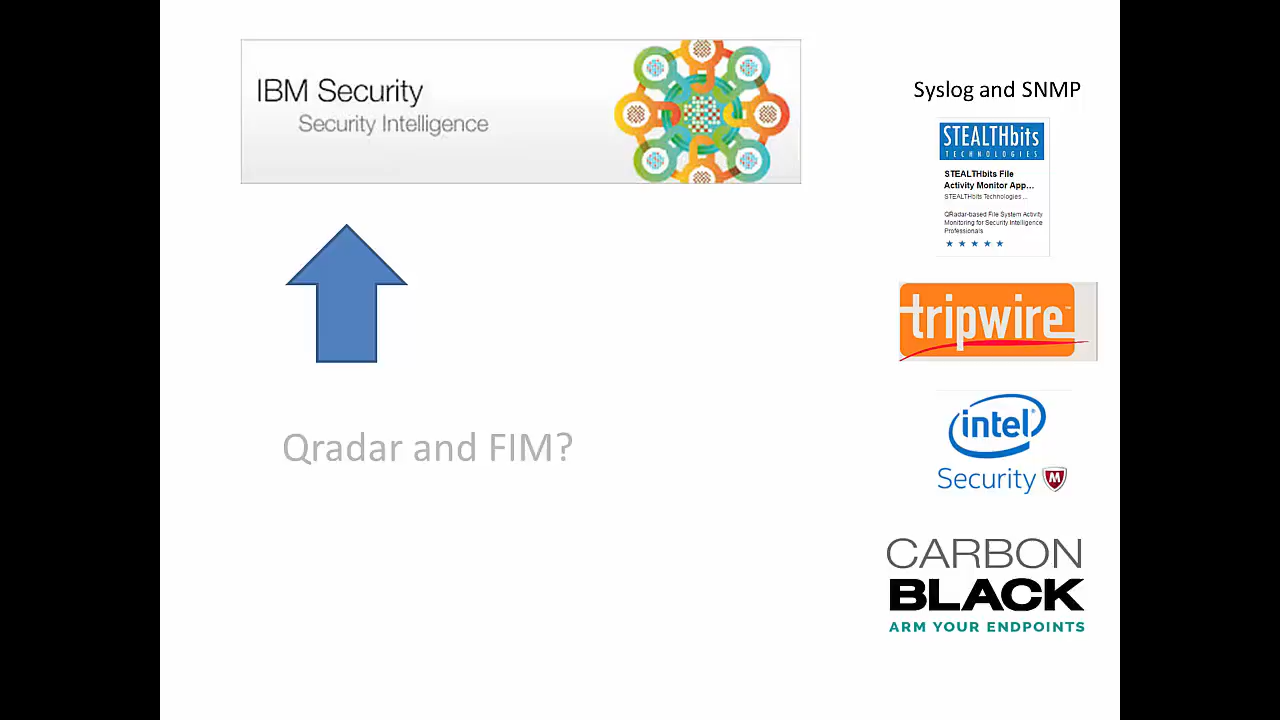 IBM Security
Security Intelligence
Syslog and SNMP
STEALTHbits
TECHNOLOGIES
STEALTHbits File
Activity Monitor App...
STEALTHbits Technologies ...
QRadar-based File System Activity
Monitoring for Security Intelligence
Professionals
tripwire™
intel®
Security M
Qradar and FIM?
CARBON
BLACK
ARM YOUR ENDPOINTS